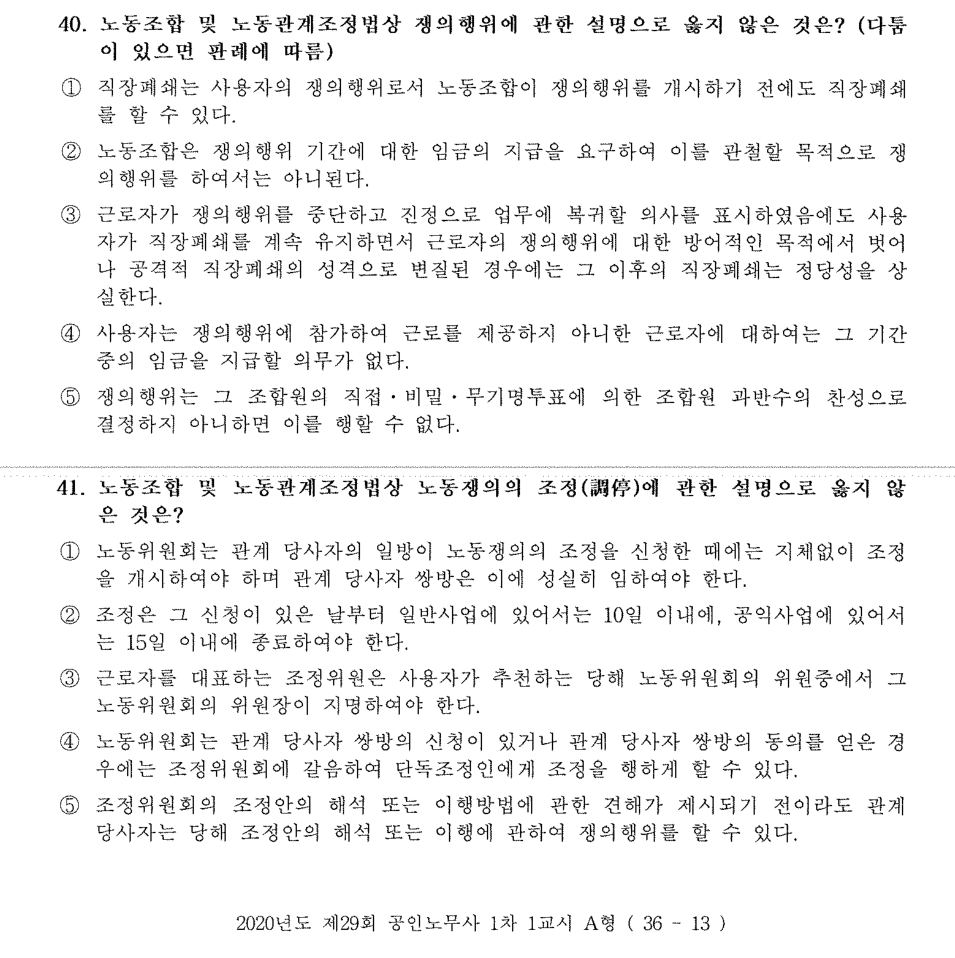 40. 노동조합 및 노동관계조정법상 쟁의행위에 관한 설명으로 옳지 않은 것은? (다툼
이 있으면 판례에 따름)
① 직장폐쇄는 사용자의 쟁의행위로서 노동조합이 쟁의행위를 개시하기 전에도 직장폐쇄
를 할 수 있다.
② 노동조합은 쟁의행위 기간에 대한 임금의 지급을 요구하여 이를 관철할 목적으로 쟁
의행위를 하여서는 아니된다.
③ 근로자가 쟁의행위를 중단하고 진정으로 업무에 복귀할 의사를 표시하였음에도 사용
자가 직장폐쇄를 계속 유지하면서 근로자의 쟁의행위에 대한 방어적인 목적에서 벗어
나 공격적 직장폐쇄의 성격으로 변질된 경우에는 그 이후의 직장폐쇄는 정당성을 상
실한다.
④ 사용자는 쟁의행위에 참가하여 근로를 제공하지 아니한 근로자에 대하여는 그 기간
중의 임금을 지급할 의무가 없다.
⑤ 쟁의행위는 그 조합원의 직접·비밀·무기명투표에 의한 조합원 과반수의 찬성으로
결정하지 아니하면 이를 행할 수 없다.
41. 노동조합 및 노동관계조정법상 노동쟁의의 조정(調停)에 관한 설명으로 옳지 않
은 것은?
① 노동위원회는 관계 당사자의 일방이 노동쟁의의 조정을 신청한 때에는 지체없이 조정
을 개시하여야 하며 관계 당사자 쌍방은 이에 성실히 임하여야 한다.
② 조정은 그 신청이 있은 날부터 일반사업에 있어서는 10일 이내에, 공익사업에 있어서
는 15일 이내에 종료하여야 한다.
③ 근로자를 대표하는 조정위원은 사용자가 추천하는 당해 노동위원회의 위원중에서 그
노동위원회의 위원장이 지명하여야 한다.
④ 노동위원회는 관계 당사자 쌍방의 신청이 있거나 관계 당사자 쌍방의 동의를 얻은 경
우에는 조정위원회에 갈음하여 단독조정인에게 조정을 행하게 할 수 있다.
⑤ 조정위원회의 조정안의 해석 또는 이행방법에 관한 견해가 제시되기 전이라도 관계
당사자는 당해 조정안의 해석 또는 이행에 관하여 쟁의행위를 할 수 있다.
2020년도 제29회 공인노무사 1차 1교시 A형 ( 36 - 13 )